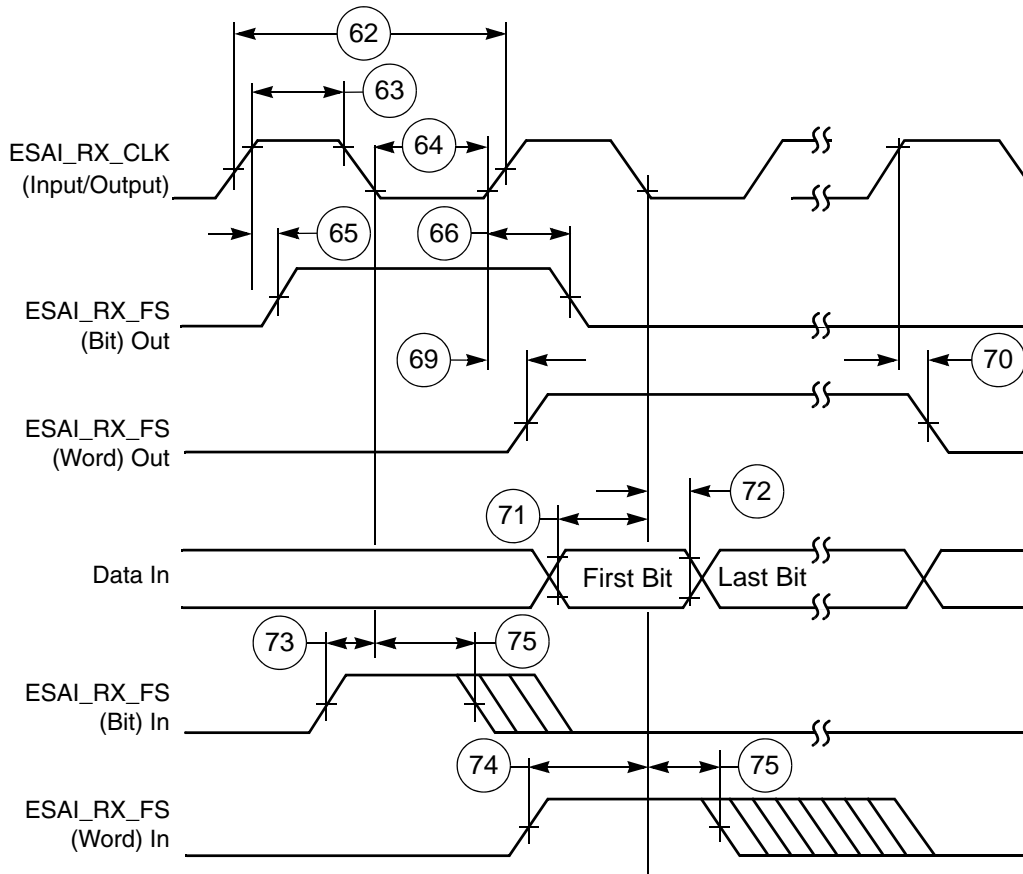 62
63
ESAI_RX_CLK
(Input/Output)
64
65
66
ESAI_RX_FS
(Bit) Out
69
70
ESAI_RX_FS
(Word) Out
71
72
Data In
First Bit
Last Bit
73
75
ESAI_RX_FS
(Bit) In
74
75
ESAI_RX_FS
(Word) In